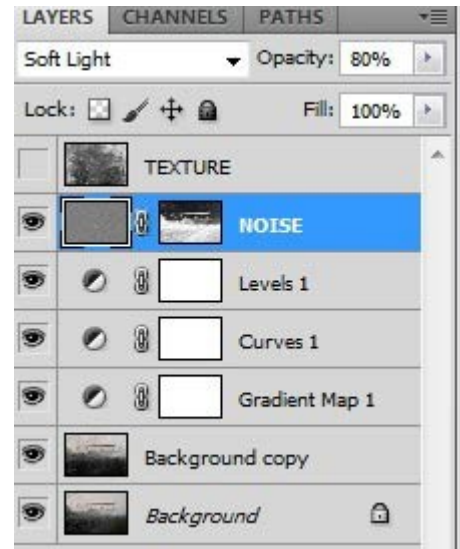 LAYERS CHANNELS PATHS
Soft Light Opacity: 80%
Lock: Fill: 100%
TEXTURE
NOISE
Levels 1
Curves 1
Gradient Map 1
Background copy
Background